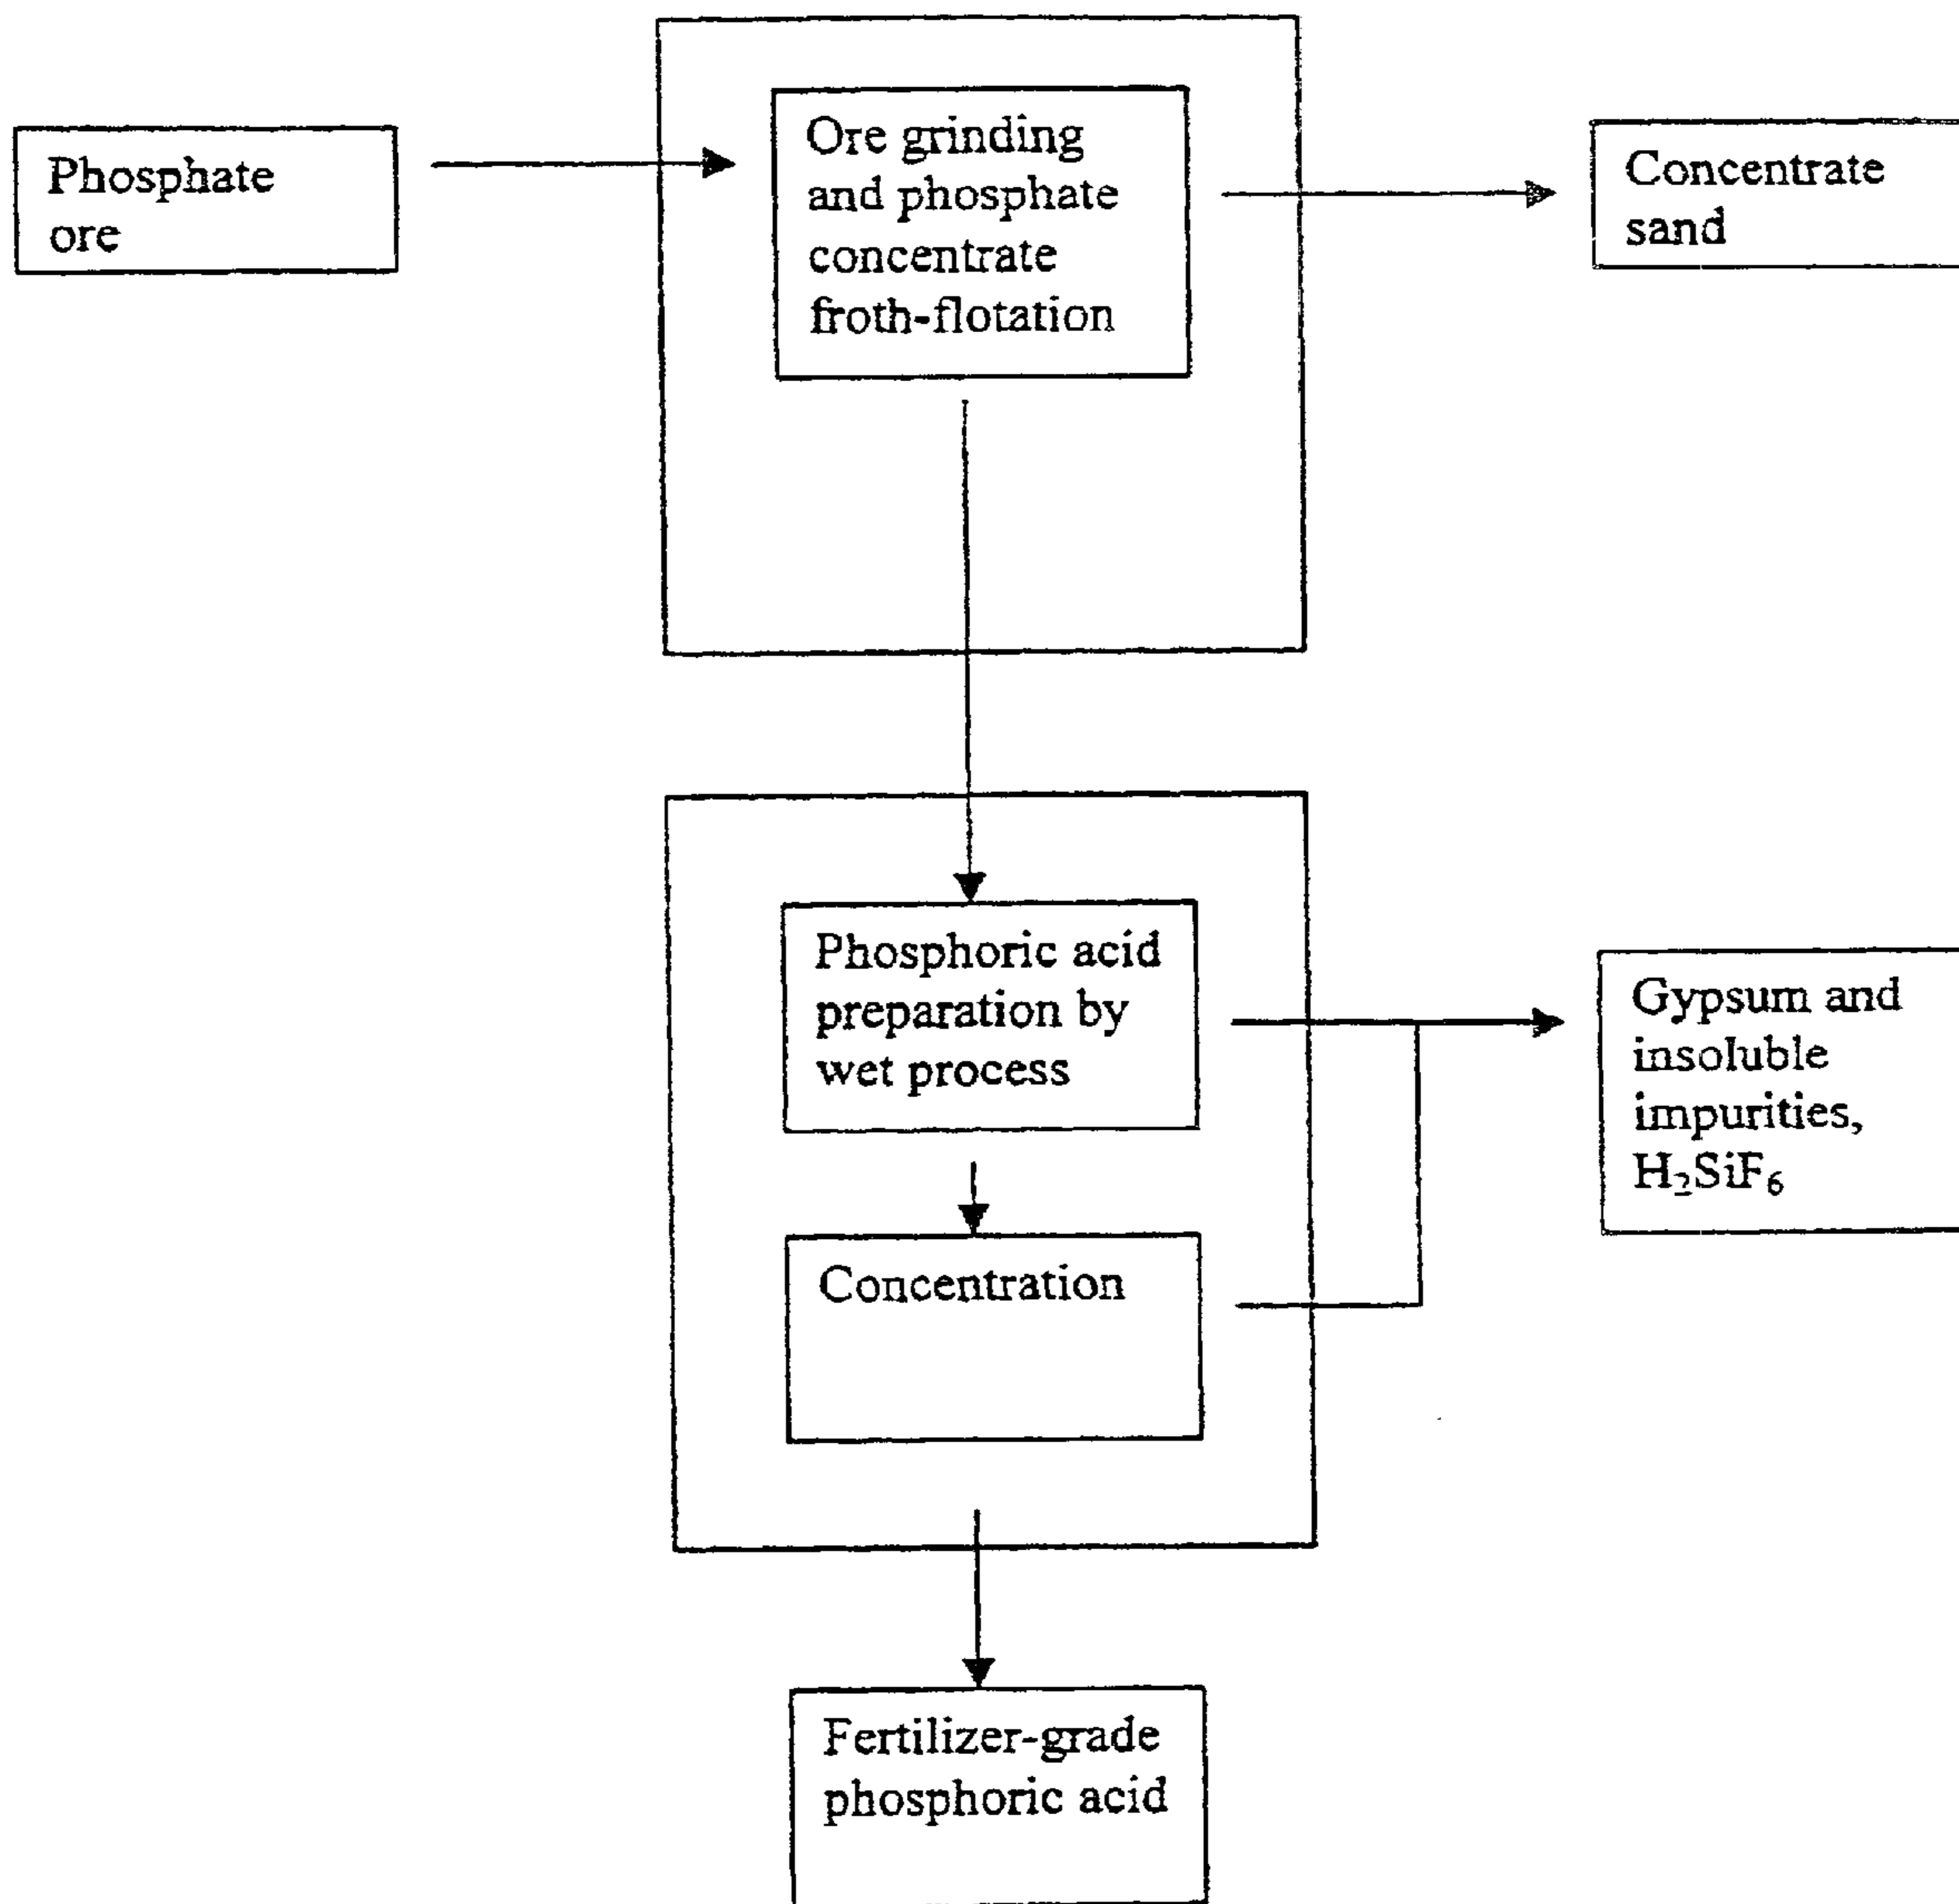 Phosphate
ore
Ore grinding
and phosphate
concentrate
froth-flotation
Concentrate
sand
Phosphoric acid
preparation by
wet process
Gypsum and
insoluble
impurities,
H₂SiF₆
Concentration
Fertilizer-grade
phosphoric acid